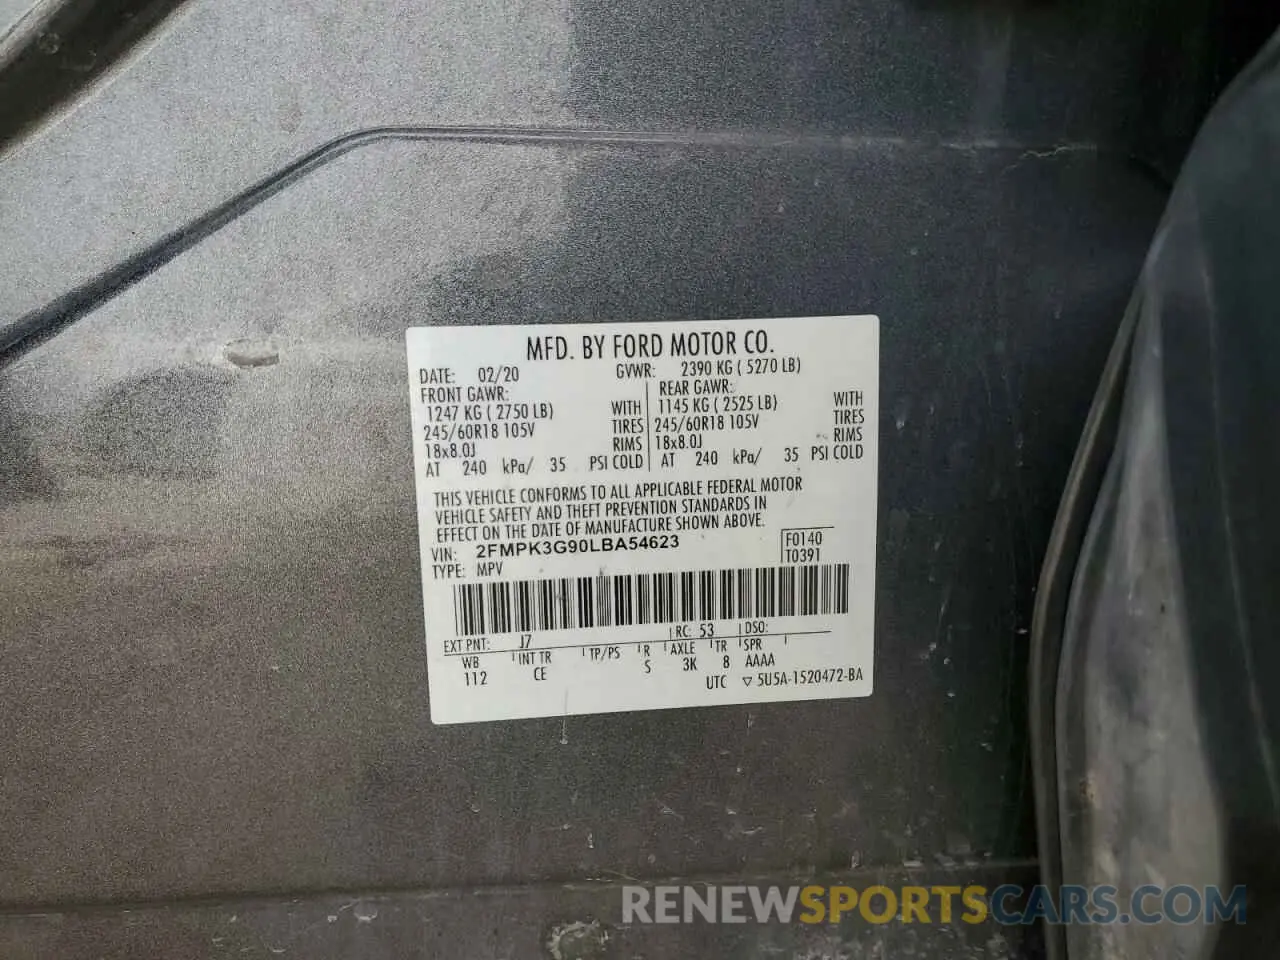 MFD. BY FORD MOTOR CO.
DATE: 02/20 GVWR: 2390 KG ( 5270 LB)
FRONT GAWR: REAR GAWR:
1247 KG ( 2750 LB) WITH 1145 KG ( 2525 LB) WITH
245/60R18 105V TIRES 245/60R18 105V TIRES
18x8.0J RIMS 18x8.0J RIMS
AT 240 kPa/ 35 PSI COLD AT 240 kPa/ 35 PSI COLD
THIS VEHICLE CONFORMS TO ALL APPLICABLE FEDERAL MOTOR
VEHICLE SAFETY AND THEFT PREVENTION STANDARDS IN
EFFECT ON THE DATE OF MANUFACTURE SHOWN ABOVE.
VIN: 2FMPK3G90LBA54623 F0140
TYPE: MPV T0391
EXT PNT: J7 RC: 53 DSO:
WB INT TR TP/PS R AXLE TR SPR
112 CE S 3K 8 AAAA
UTC ▽ 5U5A-1520472-BA
RENEWSPORTSCARS.COM